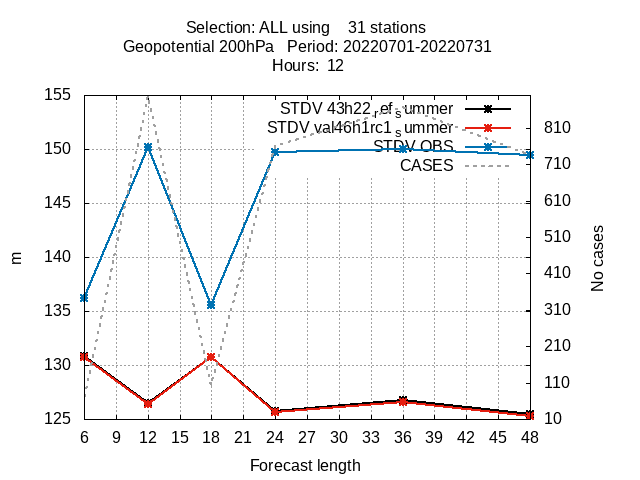 Selection: ALL using    31 stations
Geopotential 200hPa   Period: 20220701-20220731
Hours:  12
155
150
145
140
135
130
125
m
STDV 43h22_ref_summer
STDV val46h1rc1_summer
STDV OBS
CASES
810
710
610
510
410
310
210
110
10
No cases
6 9 12 15 18 21 24 27 30 33 36 39 42 45 48
Forecast length